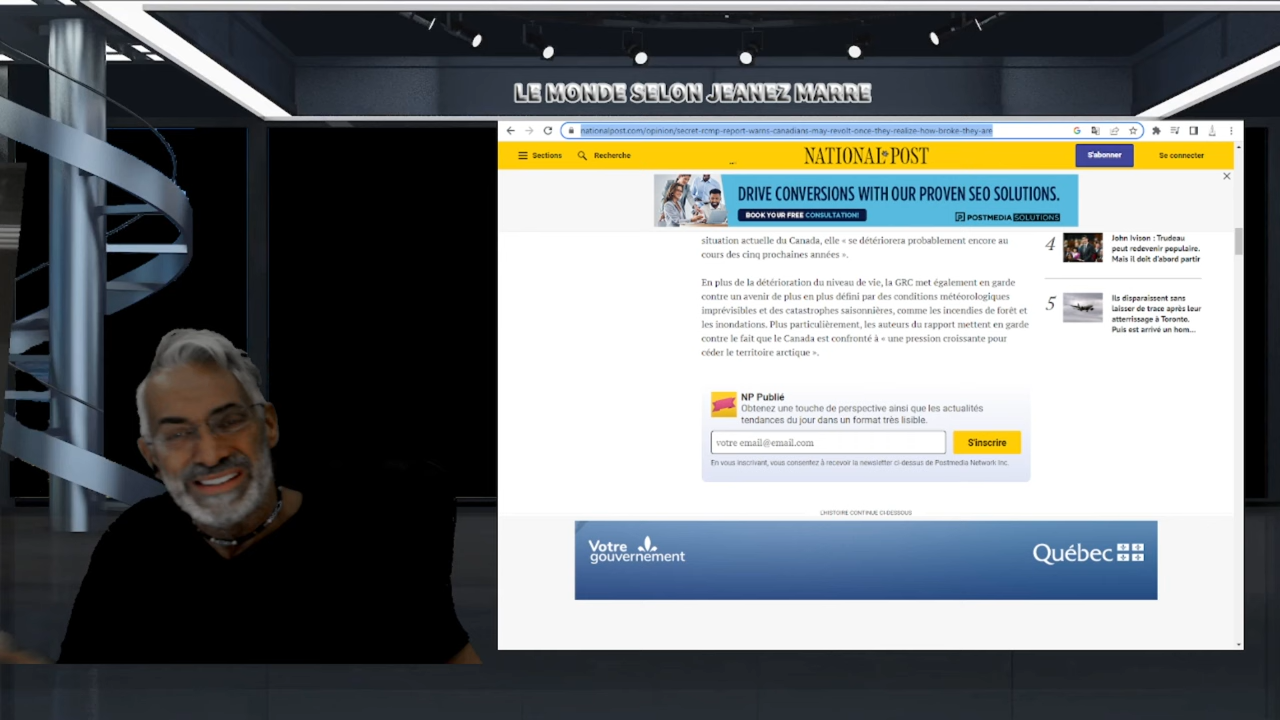 LE MONDE SELON JEANEZ MARRE
nationalpost.com/opinion/secret-rcmp-report-warns-canadians-may-revolt-once-they-realize-how-broke-they-are
Sections
Recherche
NATIONAL POST
S'abonner
Se connecter
DRIVE CONVERSIONS WITH OUR PROVEN SEO SOLUTIONS.
BOOK YOUR FREE CONSULTATION!
POSTMEDIA SOLUTIONS
situation actuelle du Canada, elle « se détériorera probablement encore au
cours des cinq prochaines années ».
En plus de la détérioration du niveau de vie, la GRC met également en garde
contre un avenir de plus en plus défini par des conditions météorologiques
imprévisibles et des catastrophes saisonnières, comme les incendies de forêt et
les inondations. Plus particulièrement, les auteurs du rapport mettent en garde
contre le fait que le Canada est confronté à « une pression croissante pour
céder le territoire arctique ».
4
John Ivison : Trudeau
peut redevenir populaire.
Mais il doit d'abord partir
5
Ils disparaissent sans
laisser de trace après leur
atterrissage à Toronto.
Puis est arrivé un hom...
NP Publié
Obtenez une touche de perspective ainsi que les actualités
tendances du jour dans un format très lisible.
votre email@email.com
S'inscrire
En vous inscrivant, vous consentez à recevoir la newsletter ci-dessus de Postmedia Network Inc.
L'HISTOIRE CONTINUE CI-DESSOUS
Votre
gouvernement
Québec